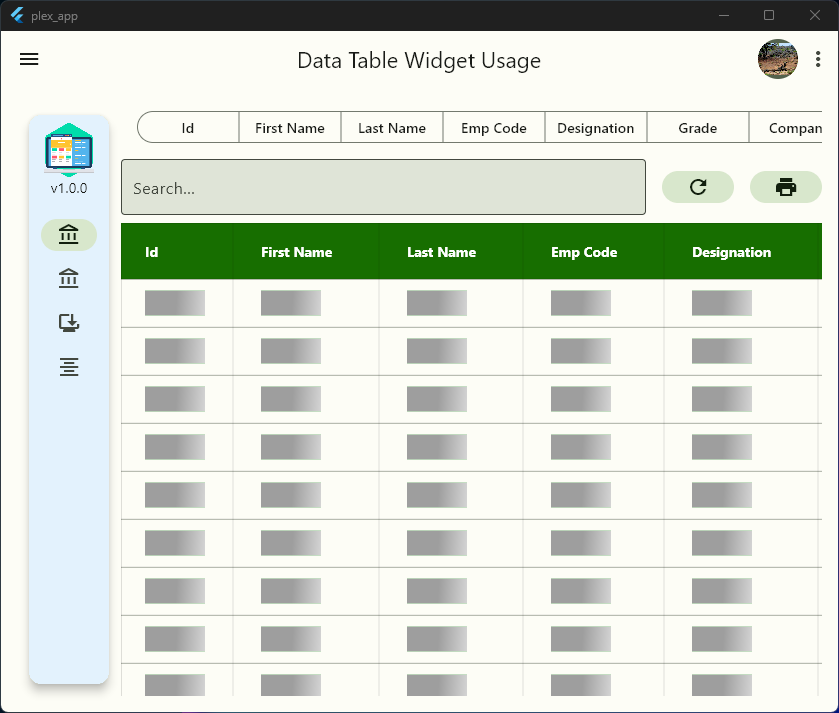 plex_app
Data Table Widget Usage
v1.0.0
Id First Name Last Name Emp Code Designation Grade Compan
Search...
Id First Name Last Name Emp Code Designation